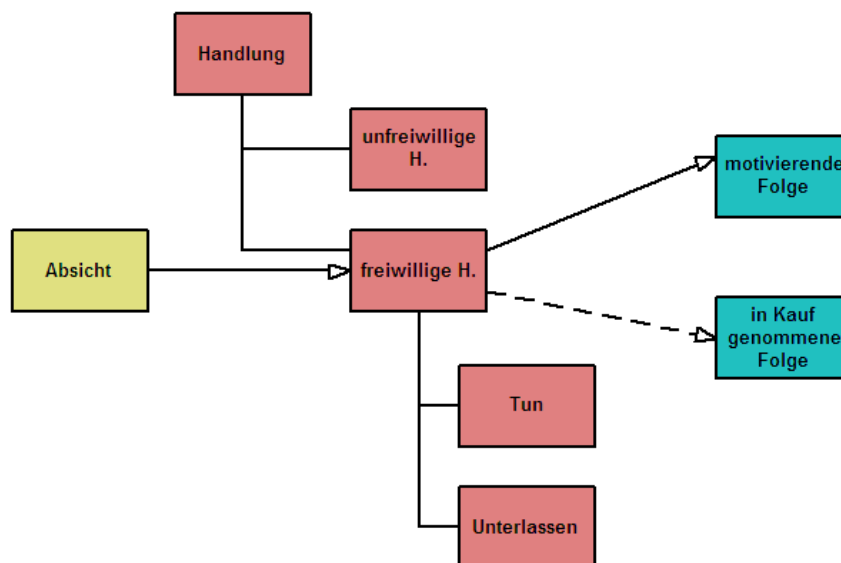 Handlung
unfreiwillige
H.
motivierende
Folge
Absicht
freiwillige H.
in Kauf
genommene
Folge
Tun
Unterlassen